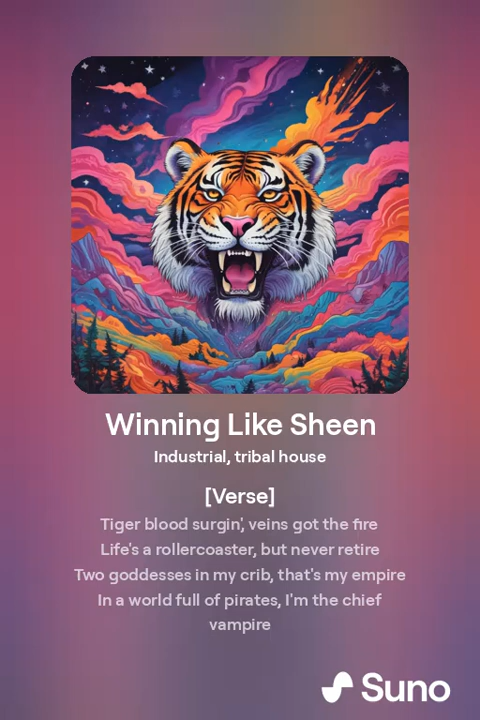 Winning Like Sheen
Industrial, tribal house
[Verse]
Tiger blood surgin', veins got the fire
Life's a rollercoaster, but never retire
Two goddesses in my crib, that's my empire
In a world full of pirates, I'm the chief
vampire
Suno